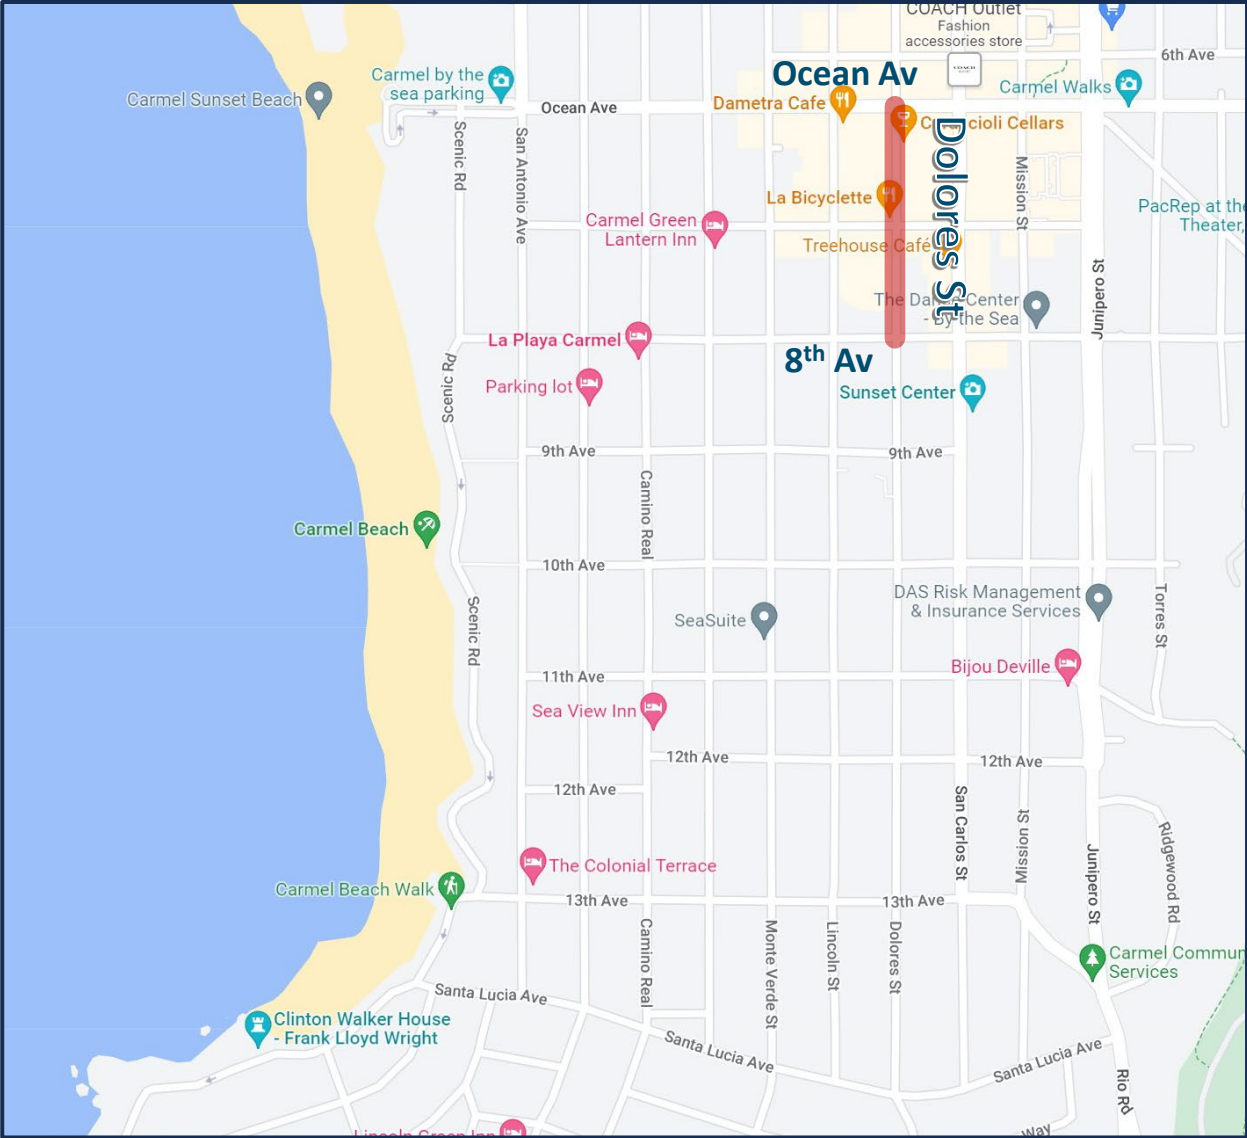 COACH Outlet
Fashion
accessories store
COACH
6th Ave
Carmel by the
sea parking
Ocean Av
Carmel Walks
Carmel Sunset Beach
Ocean Ave
Dametra Cafe
cioli Cellars
Dolores St
Scenic Rd
San Antonio Ave
Mission St
La Bicyclette
PacRep at the
Theater,
Carmel Green
Lantern Inn
Treehouse Café
Junipero St
The Dance Center
- By the Sea
La Playa Carmel
8th Av
Scenic Rd
Parking lot
Sunset Center
9th Ave
9th Ave
Camino Real
Carmel Beach
10th Ave
DAS Risk Management
& Insurance Services
Torres St
Scenic Rd
SeaSuite
Bijou Deville
11th Ave
Sea View Inn
12th Ave
12th Ave
12th Ave
San Carlos St
Mission St
Junipero St
Ridgewood Rd
The Colonial Terrace
Carmel Beach Walk
13th Ave
13th Ave
Camino Real
Monte Verde St
Lincoln St
Dolores St
Carmel Commun
Services
Santa Lucia Ave
Clinton Walker House
- Frank Lloyd Wright
Santa Lucia Ave
Santa Lucia Ave
Rio Rd
Lincoln Green Inn
Way